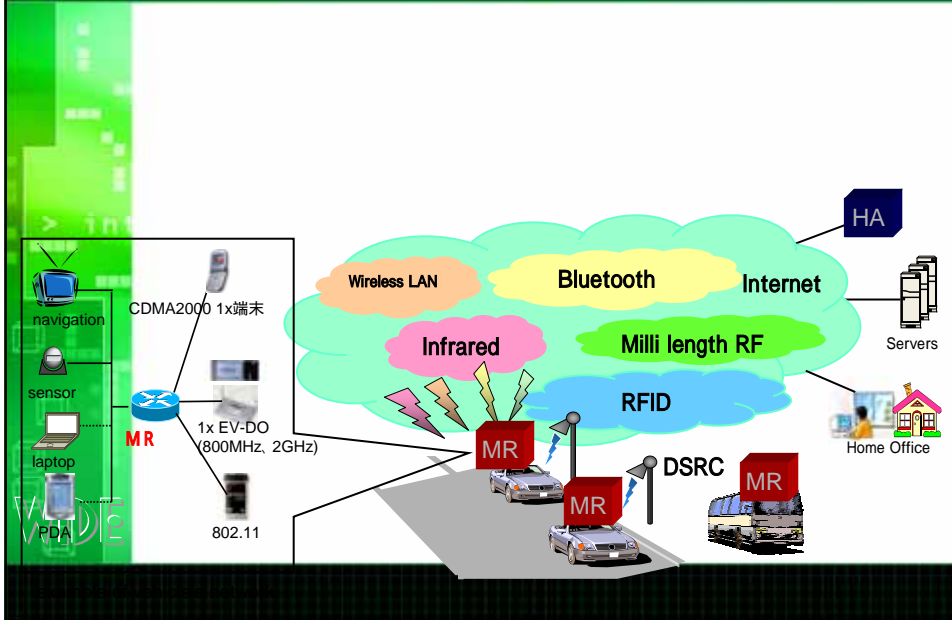 > int
HA
Wireless LAN
Bluetooth
Internet
navigation
CDMA2000 1x端末
Infrared
Milli length RF
Servers
sensor
RFID
MR
1x EV-DO
(800MHz、2GHz)
laptop
MR
DSRC
MR
MR
Home Office
PDA
WIDE
802.11